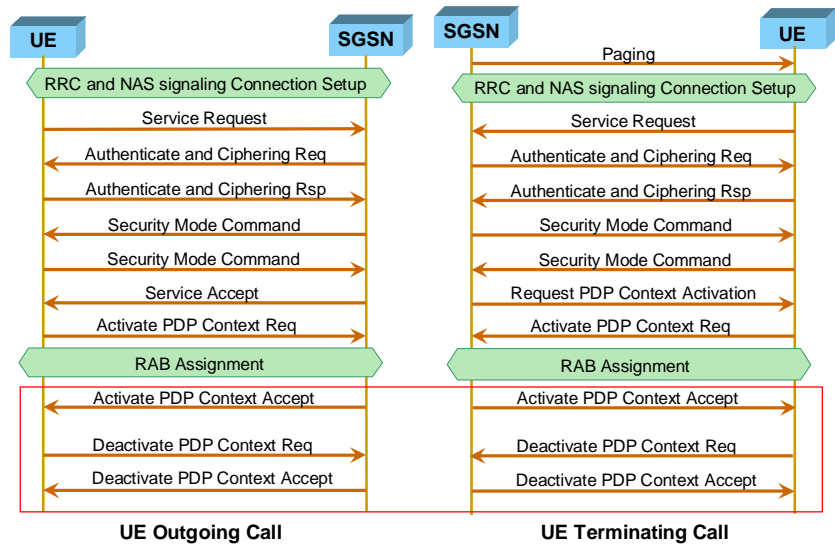 UE
SGSN
RRC and NAS signaling Connection Setup
Service Request
Authenticate and Ciphering Req
Authenticate and Ciphering Rsp
Security Mode Command
Security Mode Command
Service Accept
Activate PDP Context Req
RAB Assignment
Activate PDP Context Accept
Deactivate PDP Context Req
Deactivate PDP Context Accept
UE Outgoing Call
SGSN
UE
Paging
RRC and NAS signaling Connection Setup
Service Request
Authenticate and Ciphering Req
Authenticate and Ciphering Rsp
Security Mode Command
Security Mode Command
Request PDP Context Activation
Activate PDP Context Req
RAB Assignment
Activate PDP Context Accept
Deactivate PDP Context Req
Deactivate PDP Context Accept
UE Terminating Call